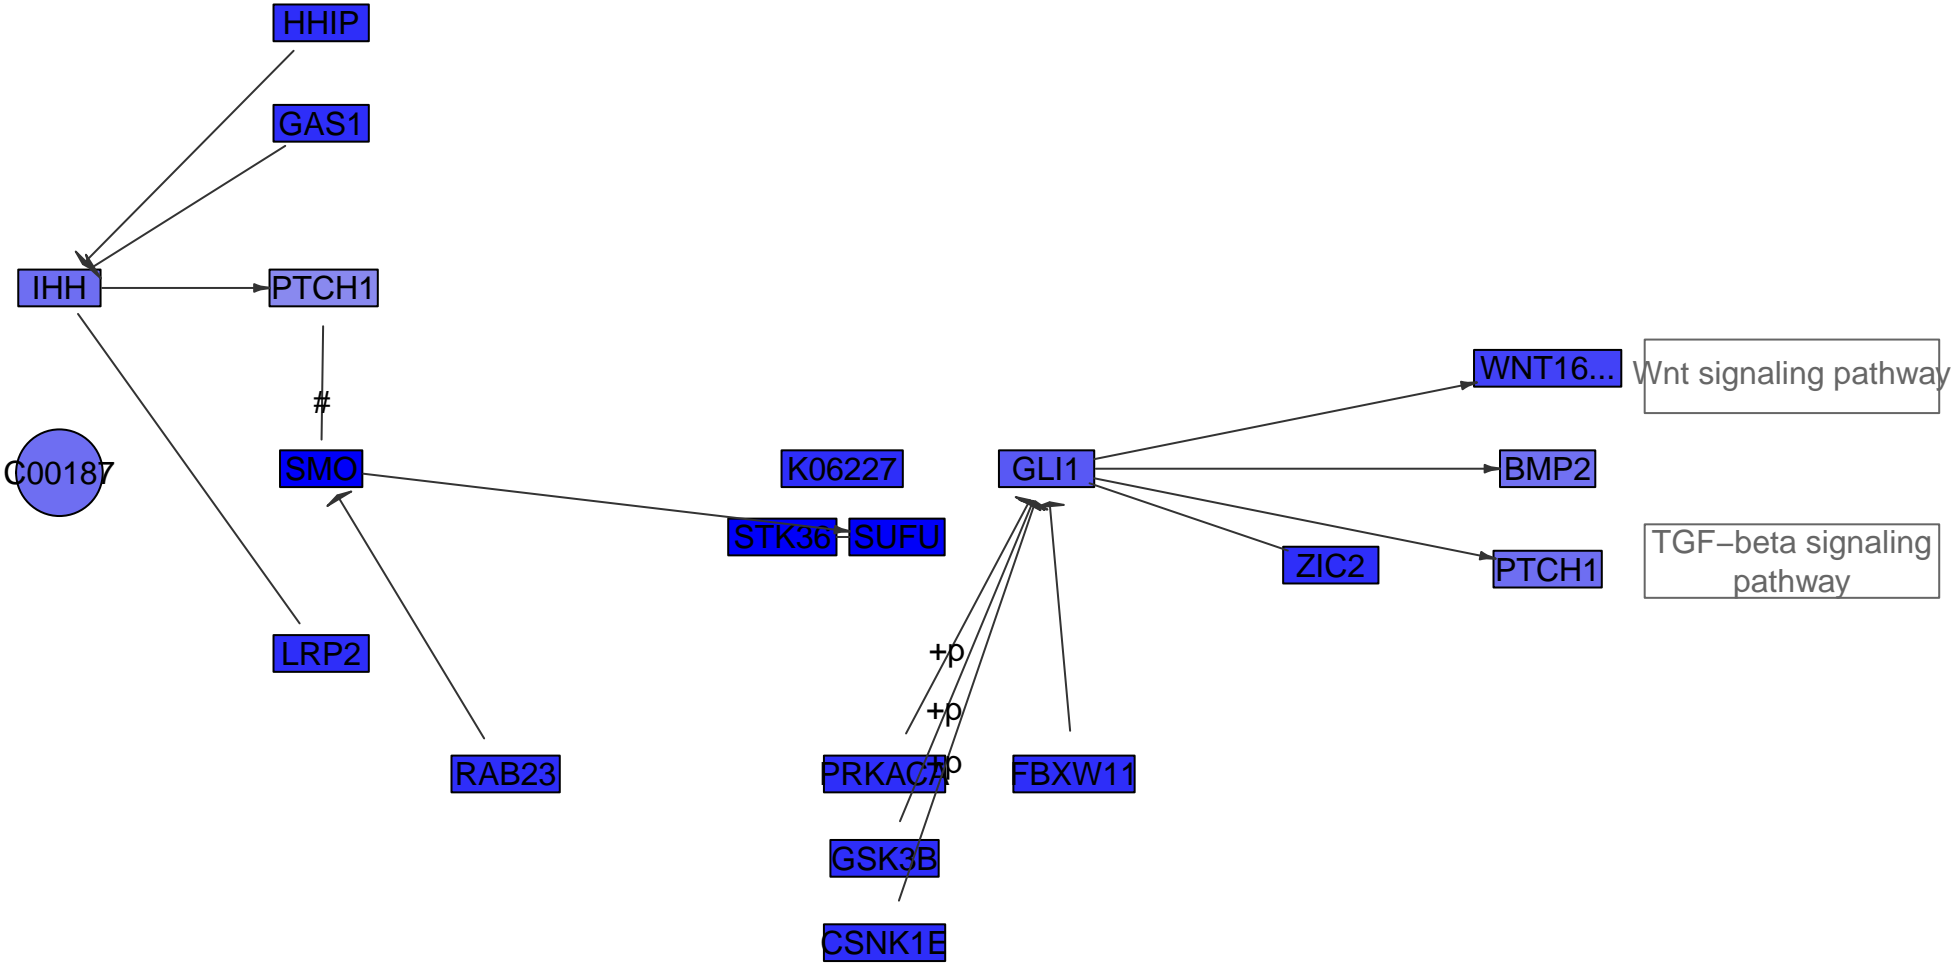 HHIP
GAS1
IHH
PTCH1
WNT16...
Wnt signaling pathway
#
C00187
SMO
K06227
GLI1
BMP2
STK36
SUFU
ZIC2
PTCH1
TGF−beta signaling
pathway
LRP2
+p
+p
+p
RAB23
PRKACA
FBXW11
GSK3B
CSNK1E